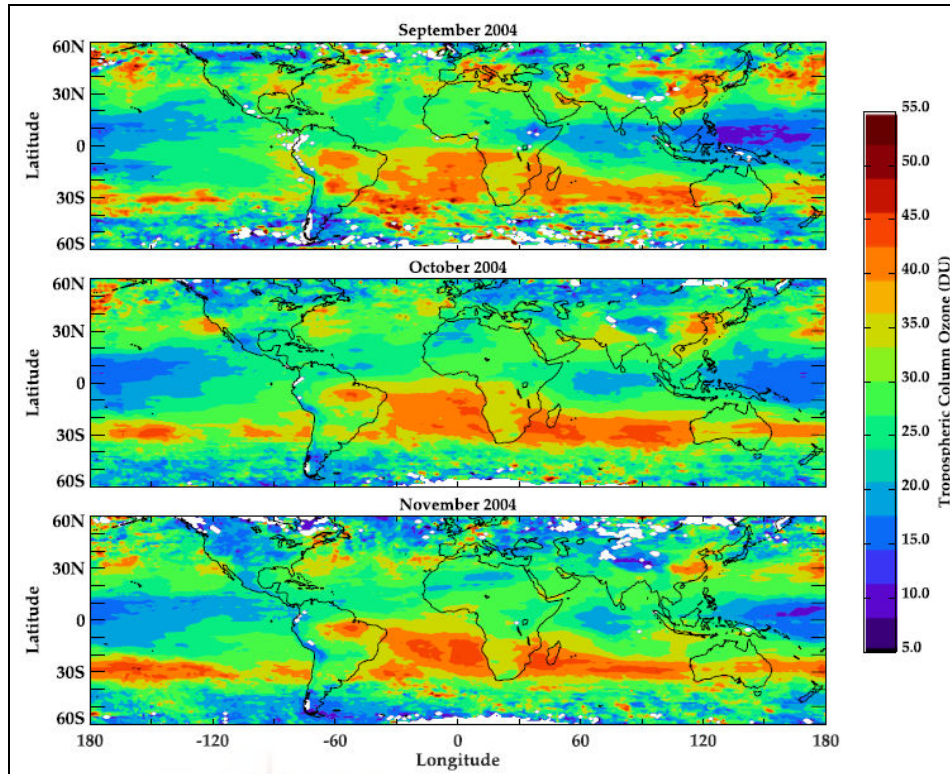 September 2004
60N
30N
0
30S
60S
Latitude
October 2004
60N
30N
0
30S
60S
Latitude
November 2004
60N
30N
0
30S
60S
Latitude
180 -120 -60 0 60 120 180
Longitude
55.0
50.0
45.0
40.0
35.0
30.0
25.0
20.0
15.0
10.0
5.0
Tropospheric Column Ozone (DU)